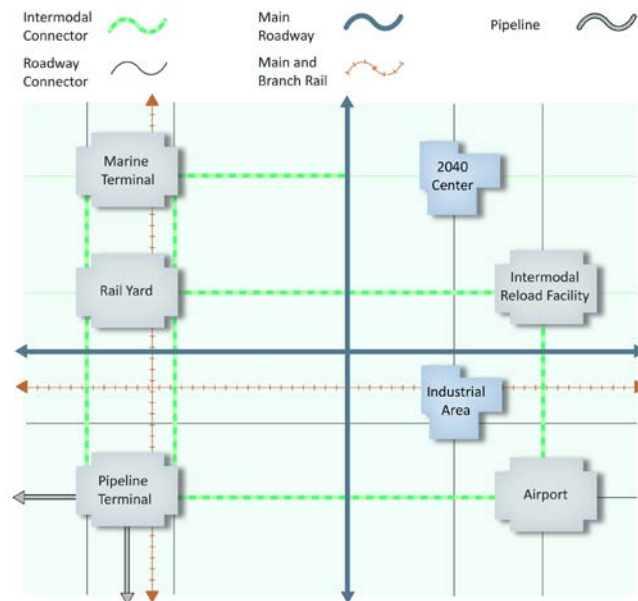 Intermodal
Connector
Main
Roadway
Pipeline
Roadway
Connector
Main and
Branch Rail
Marine
Terminal
2040
Center
Rail Yard
Intermodal
Reload Facility
Industrial
Area
Pipeline
Terminal
Airport